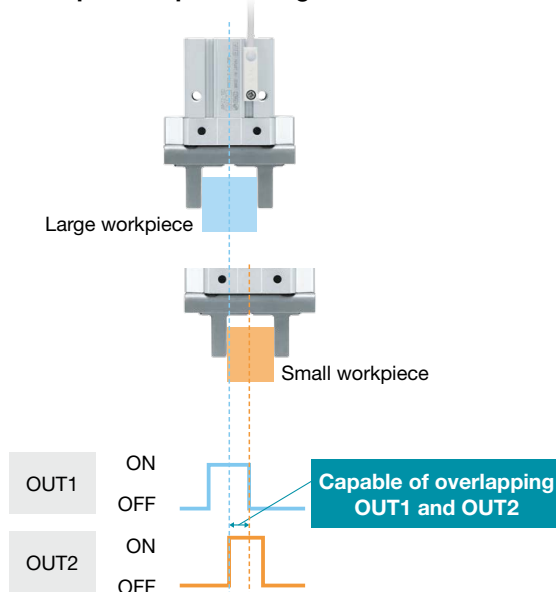 Large workpiece
Small workpiece
OUT1
ON
OFF
Capable of overlapping
OUT1 and OUT2
OUT2
ON
OFF